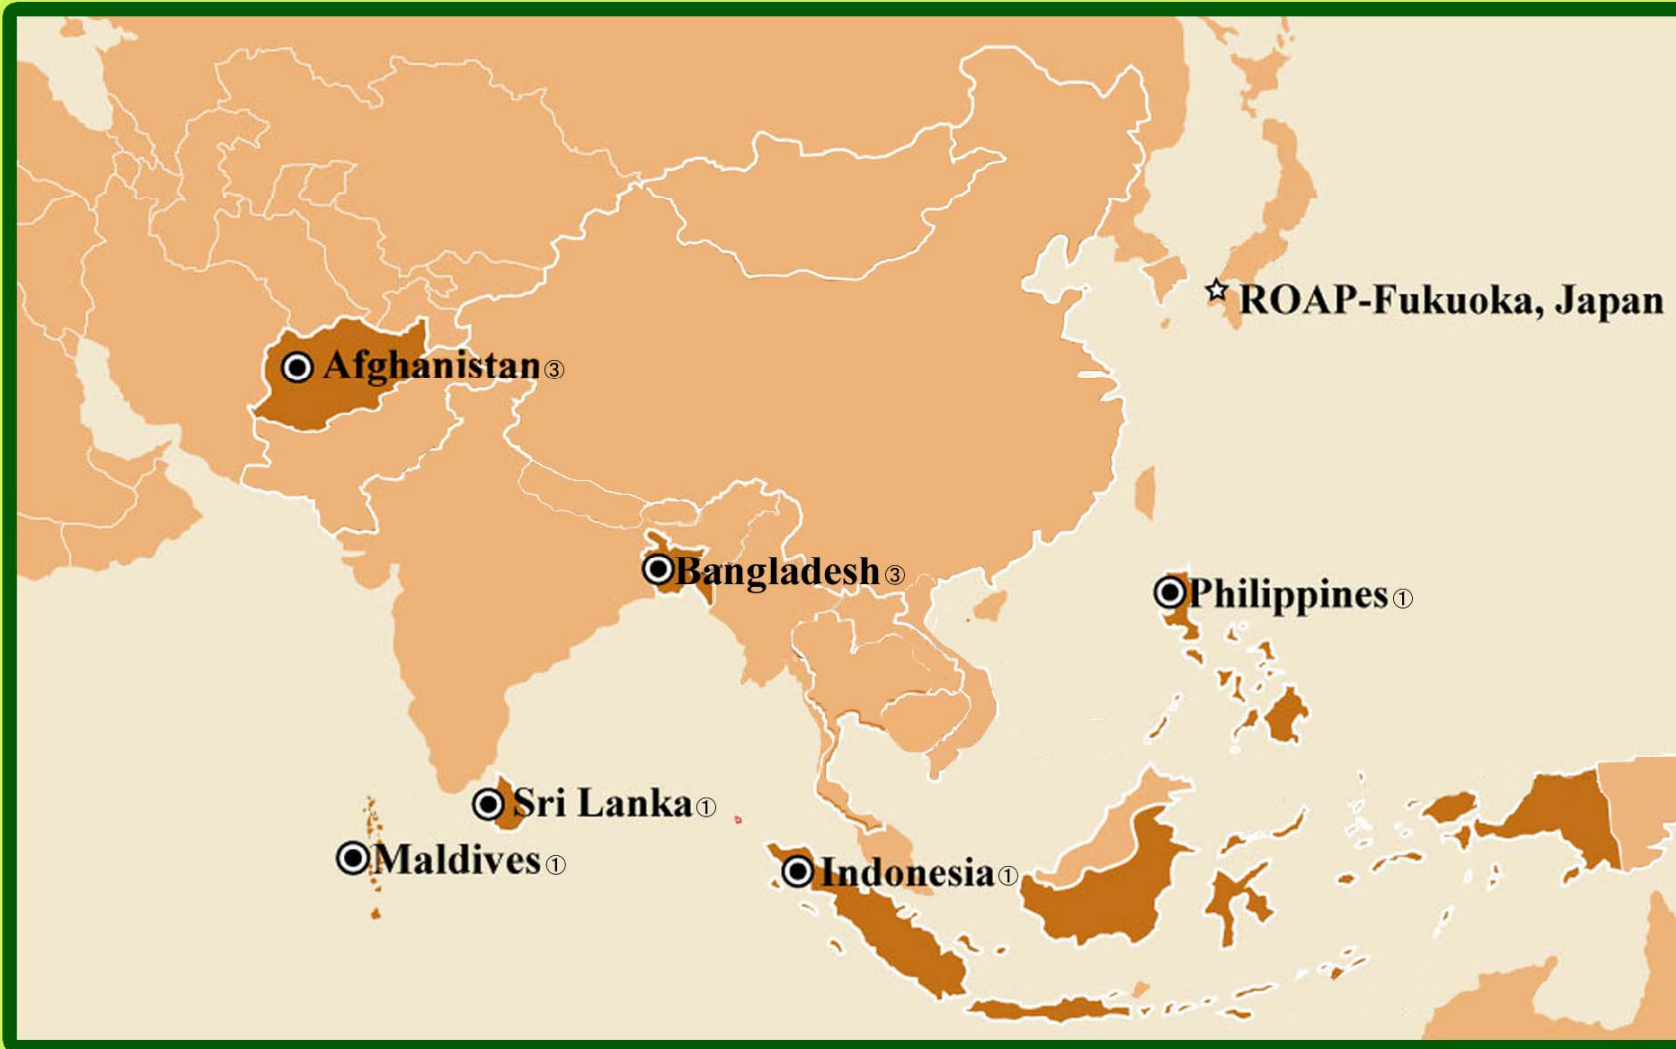 ☆ROAP-Fukuoka, Japan
Afghanistan③
Bangladesh③
Philippines①
Sri Lanka①
Maldives①
Indonesia①